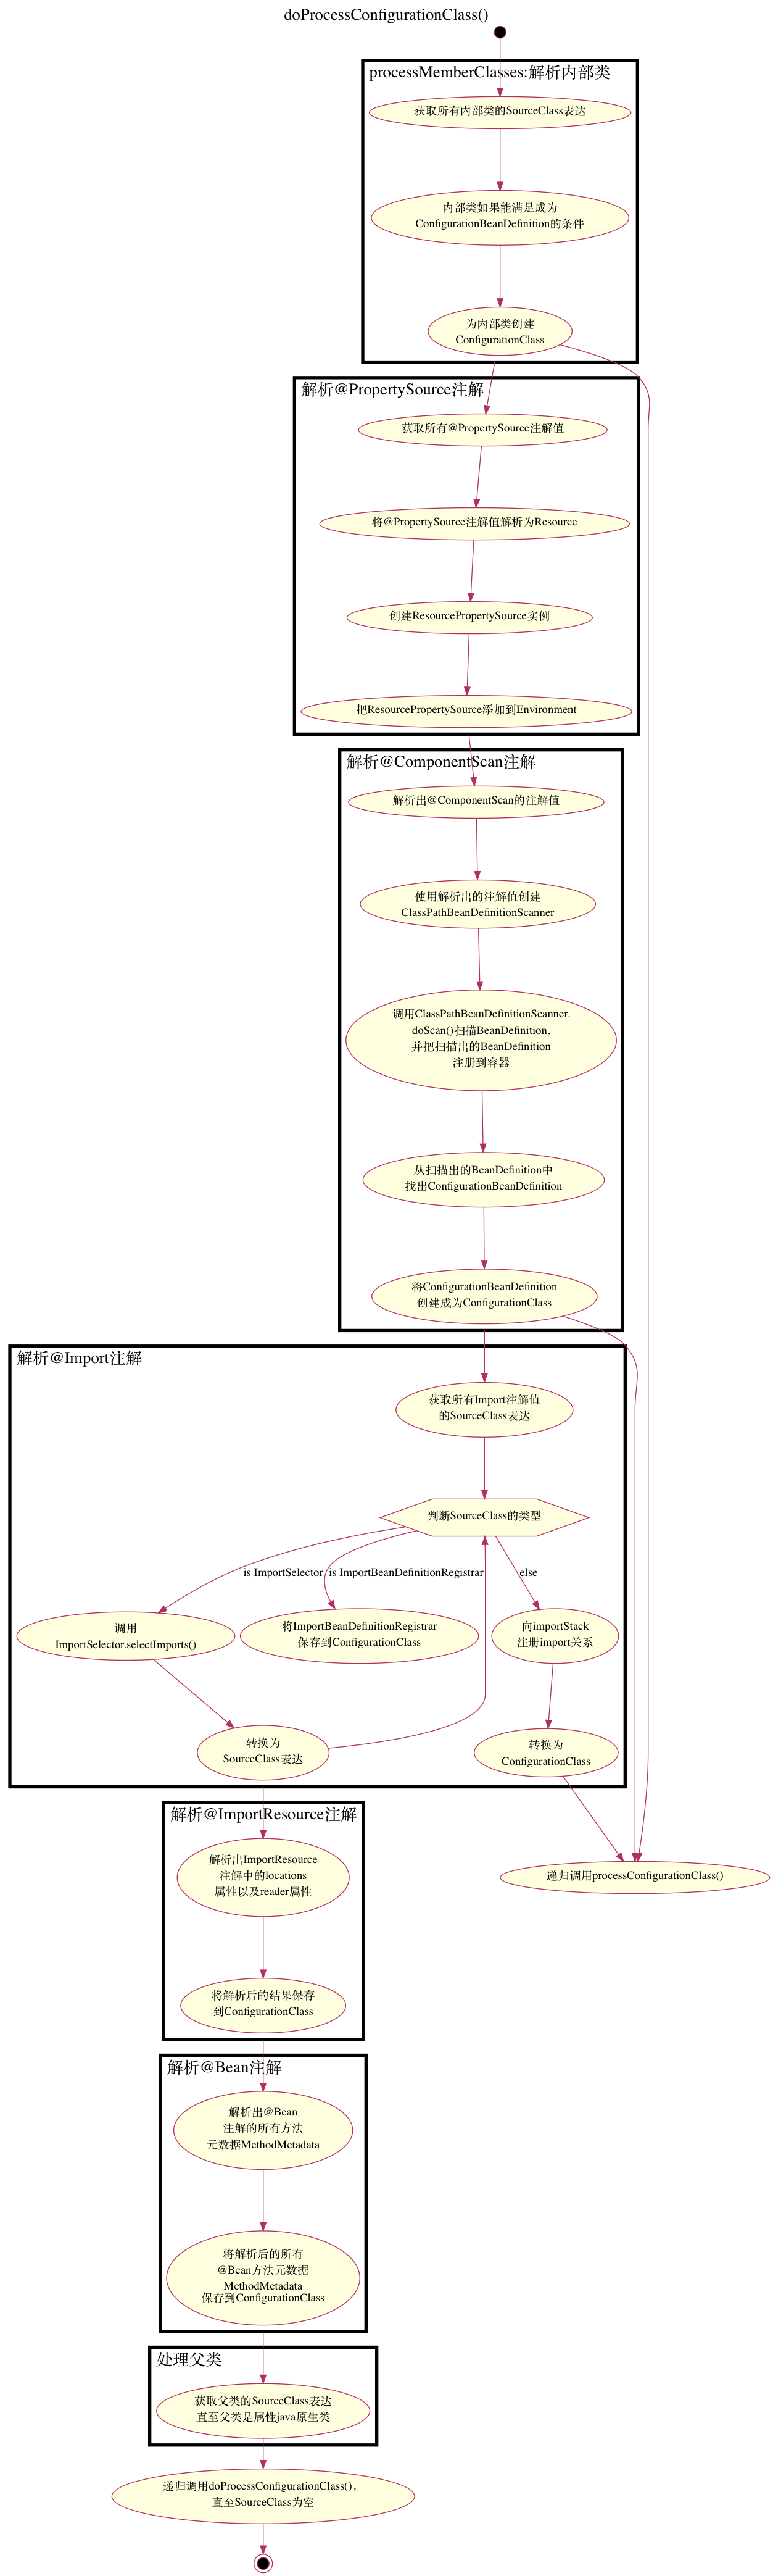 doProcessConfigurationClass()
processMemberClasses:解析内部类
获取所有内部类的SourceClass表达
内部类如果能满足成为
ConfigurationBeanDefinition的条件
为内部类创建
ConfigurationClass
解析@PropertySource注解
获取所有@PropertySource注解值
将@PropertySource注解值解析为Resource
创建ResourcePropertySource实例
把ResourcePropertySource添加到Environment
解析@ComponentScan注解
解析出@ComponentScan的注解值
使用解析出的注解值创建
ClassPathBeanDefinitionScanner
调用ClassPathBeanDefinitionScanner.
doScan()扫描BeanDefinition,
并把扫描出的BeanDefinition
注册到容器
从扫描出的BeanDefinition中
找出ConfigurationBeanDefinition
将ConfigurationBeanDefinition
创建成为ConfigurationClass
解析@Import注解
获取所有Import注解值
的SourceClass表达
判断SourceClass的类型
is ImportSelector
is ImportBeanDefinitionRegistrar
else
调用
ImportSelector.selectImports()
将ImportBeanDefinitionRegistrar
保存到ConfigurationClass
向importStack
注册import关系
转换为
SourceClass表达
转换为
ConfigurationClass
解析@ImportResource注解
解析出ImportResource
注解中的locations
属性以及reader属性
递归调用processConfigurationClass()
将解析后的结果保存
到ConfigurationClass
解析@Bean注解
解析出@Bean
注解的所有方法
元数据MethodMetadata
将解析后的所有
@Bean方法元数据
MethodMetadata
保存到ConfigurationClass
处理父类
获取父类的SourceClass表达
直至父类是属性java原生类
递归调用doProcessConfigurationClass(),
直至SourceClass为空